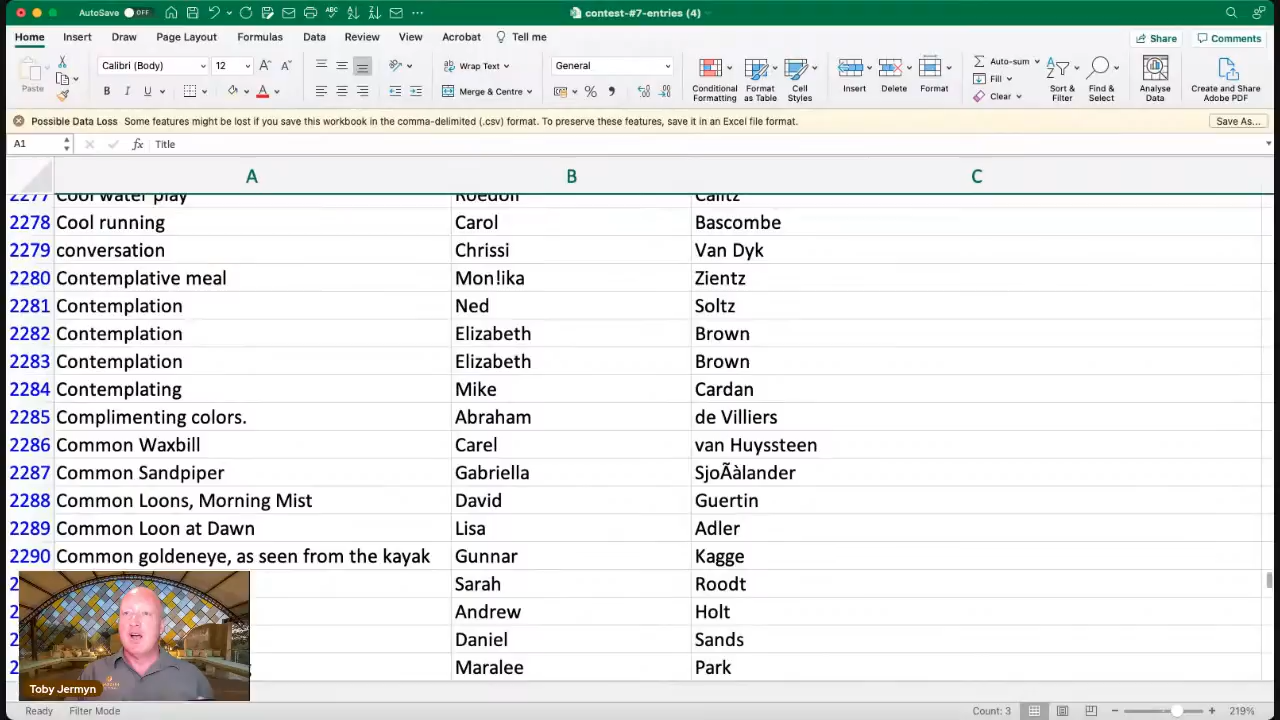 AutoSave OFF contest-#7-entries (4)
Home Insert Draw Page Layout Formulas Data Review View Acrobat Tell me Share Comments
Paste Calibri (Body) 12 Wrap Text General Conditional Formatting Format as Table Cell Styles Insert Delete Format Auto-sum Sort & Filter Find & Select Analyse Data Create and Share Adobe PDF
B I U A Merge & Centre % Fill
Clear
Possible Data Loss Some features might be lost if you save this workbook in the comma-delimited (.csv) format. To preserve these features, save it in an Excel file format. Save As...
A1 fx Title
A B C
2277 Cool water play Roedolf Calitz
2278 Cool running Carol Bascombe
2279 conversation Chrissi Van Dyk
2280 Contemplative meal Mon!ika Zientz
2281 Contemplation Ned Soltz
2282 Contemplation Elizabeth Brown
2283 Contemplation Elizabeth Brown
2284 Contemplating Mike Cardan
2285 Complimenting colors. Abraham de Villiers
2286 Common Waxbill Carel van Huyssteen
2287 Common Sandpiper Gabriella SjoÃàlander
2288 Common Loons, Morning Mist David Guertin
2289 Common Loon at Dawn Lisa Adler
2290 Common goldeneye, as seen from the kayak Gunnar Kagge
Sarah Roodt
Andrew Holt
Daniel Sands
Maralee Park
Toby Jermyn
Ready Filter Mode Count: 3 219%